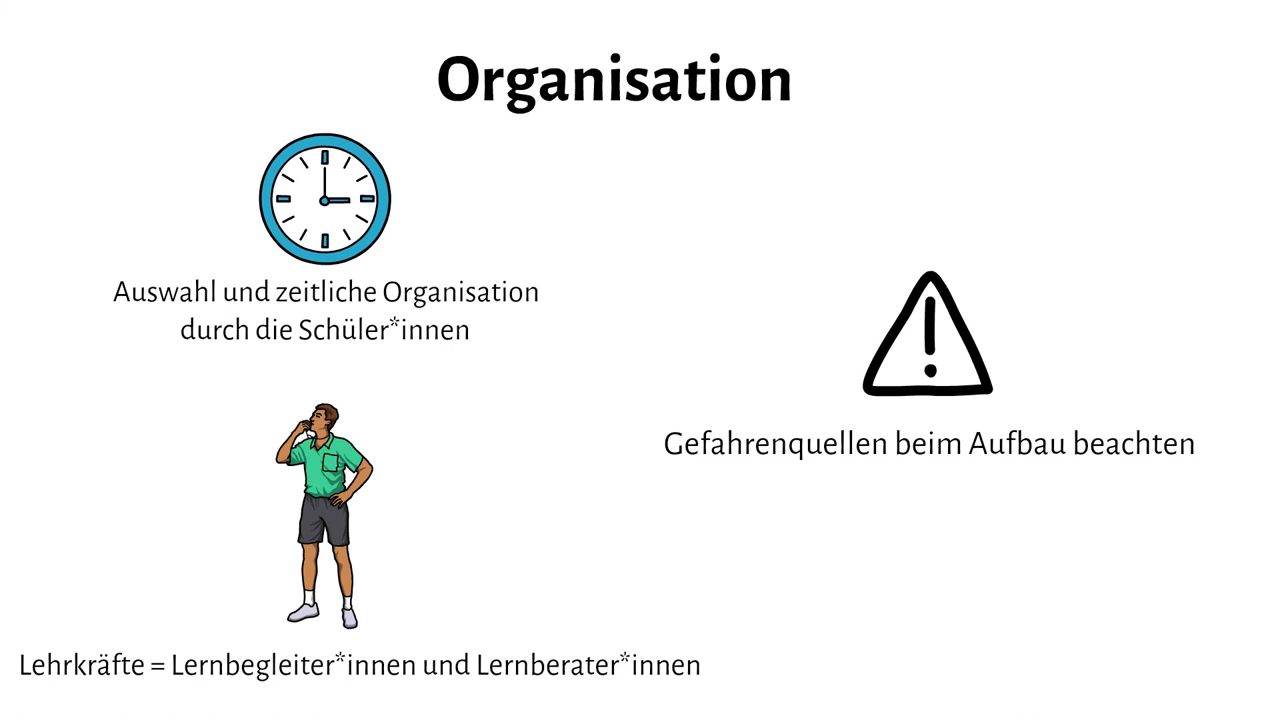 Organisation
Auswahl und zeitliche Organisation
durch die Schüler*innen
Gefahrenquellen beim Aufbau beachten
Lehrkräfte = Lernbegleiter*innen und Lernberater*innen